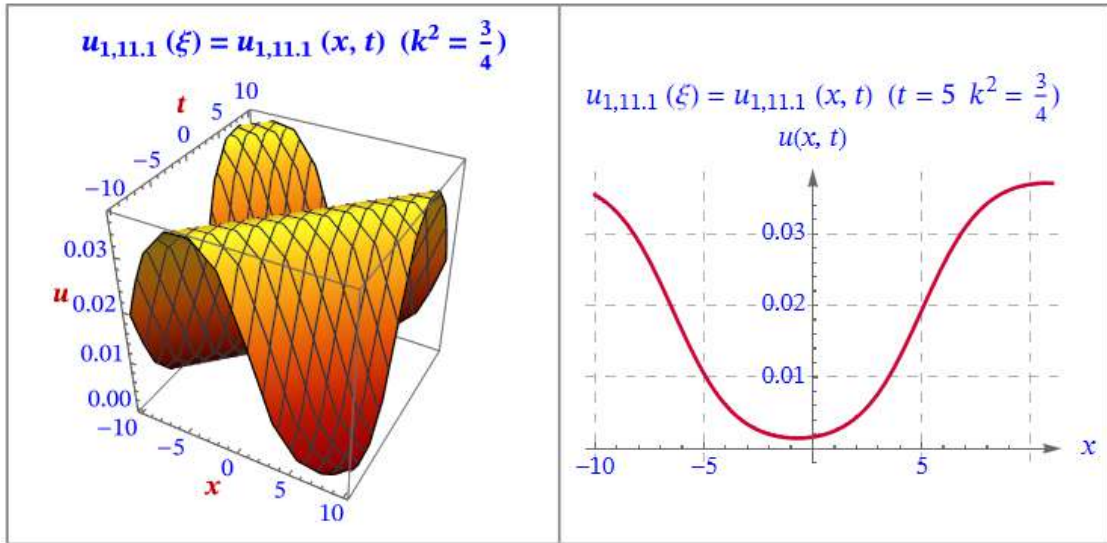 u1,11.1 (ξ) = u1,11.1 (x, t) (k² = 3/4)
10
t
5
0
−5
−10
0.03
u
0.02
0.01
0.00
−10
−5
0
x
5
10
u1,11.1 (ξ) = u1,11.1 (x, t) (t = 5 k² = 3/4)
u(x, t)
0.03
0.02
0.01
−10
−5
5
x